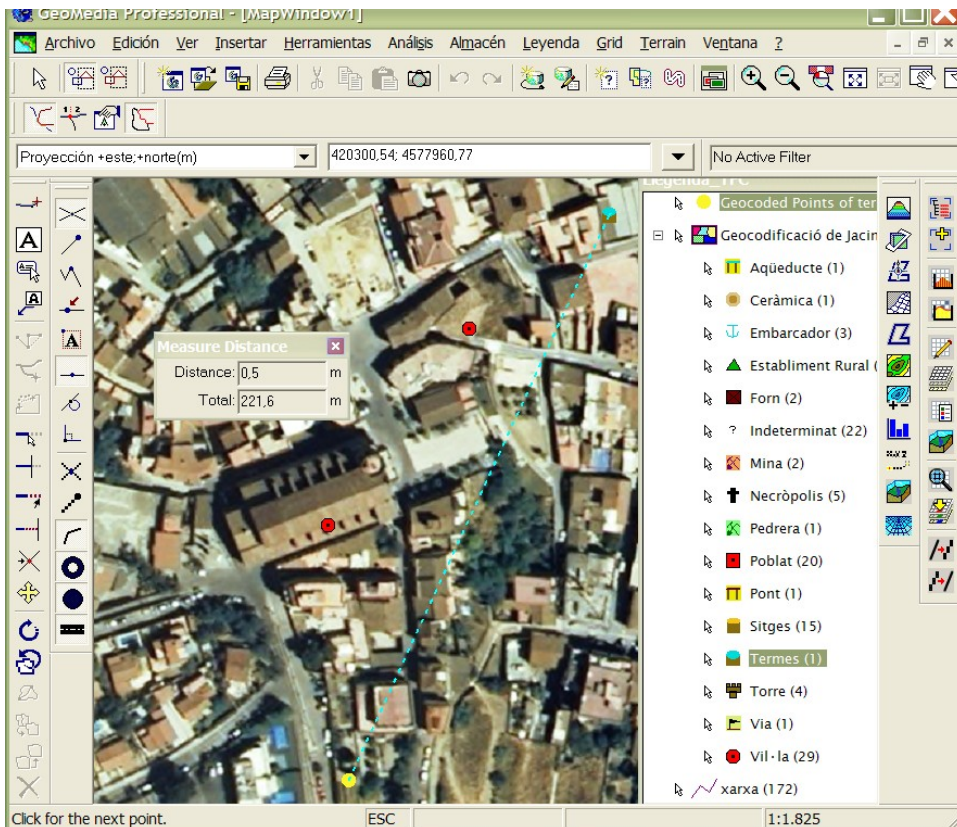 GeoMedia Professional - [MapWindow1]
Archivo Edición Ver Insertar Herramientas Análisis Almacén Leyenda Grid Terrain Ventana ?
Proyección +este;+norte(m) 420300,54; 4577960,77 No Active Filter
Llegenda_TFC
Geocoded Points of ter
Geocodificació de Jacin
Aqüeducte (1)
Ceràmica (1)
Embarcador (3)
Establiment Rural (
Forn (2)
Indeterminat (22)
Mina (2)
Necròpolis (5)
Pedrera (1)
Poblat (20)
Pont (1)
Sitges (15)
Termes (1)
Torre (4)
Via (1)
Vil·la (29)
xarxa (172)
Measure Distance
Distance: 0,5 m
Total: 221,6 m
Click for the next point. ESC 1:1.825